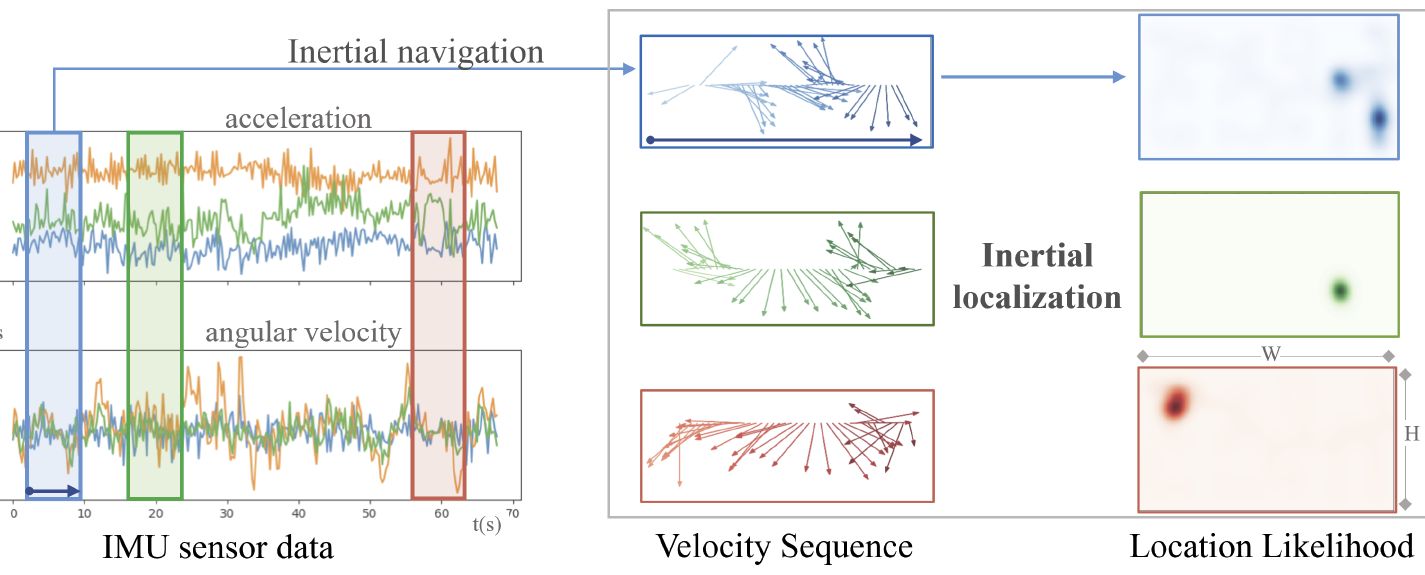 Inertial navigation
acceleration
angular velocity
0 10 20 30 40 50 60 70
t(s)
IMU sensor data
Inertial
localization
W
H
Velocity Sequence
Location Likelihood